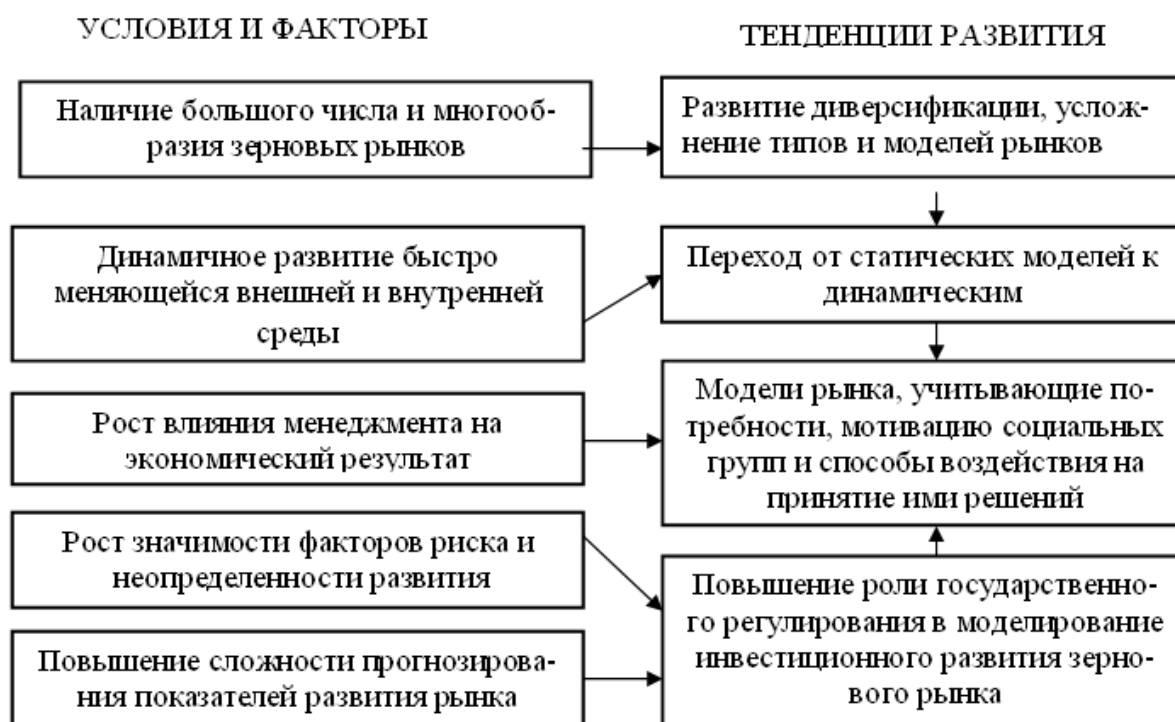 УСЛОВИЯ И ФАКТОРЫ
ТЕНДЕНЦИИ РАЗВИТИЯ
Наличие большого числа и многооб-
разия зерновых рынков
Развитие диверсификации, услож-
нение типов и моделей рынков
Динамичное развитие быстро
меняющейся внешней и внутренней
среды
Переход от статических моделей к
динамическим
Рост влияния менеджмента на
экономический результат
Модели рынка, учитывающие по-
требности, мотивацию социальных
групп и способы воздействия на
принятие ими решений
Рост значимости факторов риска и
неопределенности развития
Повышение роли государственно-
го регулирования в моделирование
инвестиционного развития зерно-
вого рынка
Повышение сложности прогнозирова-
ния показателей развития рынка